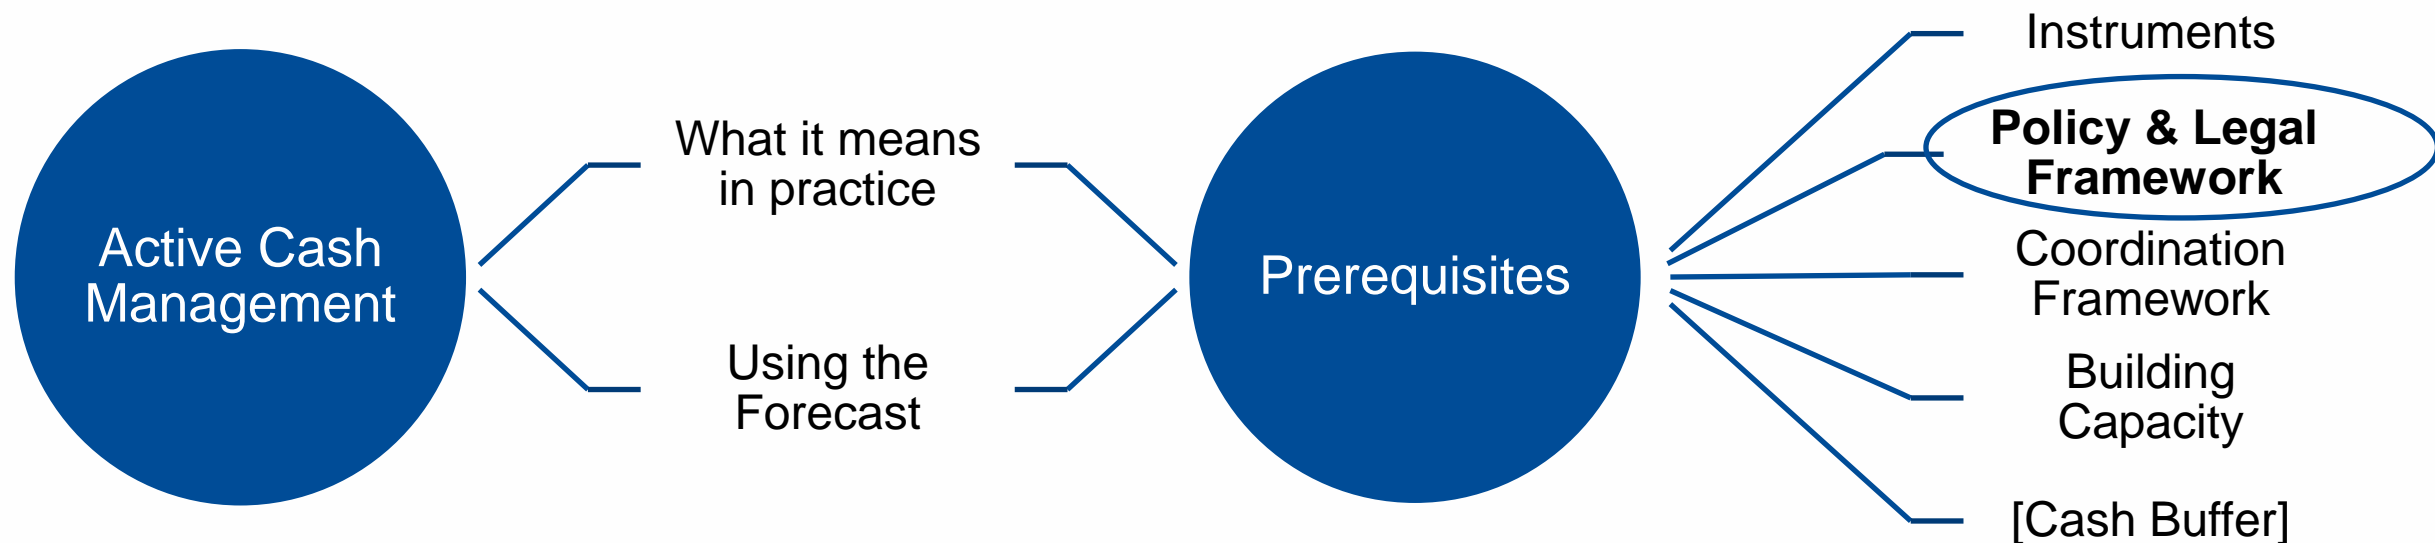 Active Cash
Management
What it means
in practice
Using the
Forecast
Prerequisites
Instruments
Policy & Legal
Framework
Coordination
Framework
Building
Capacity
[Cash Buffer]